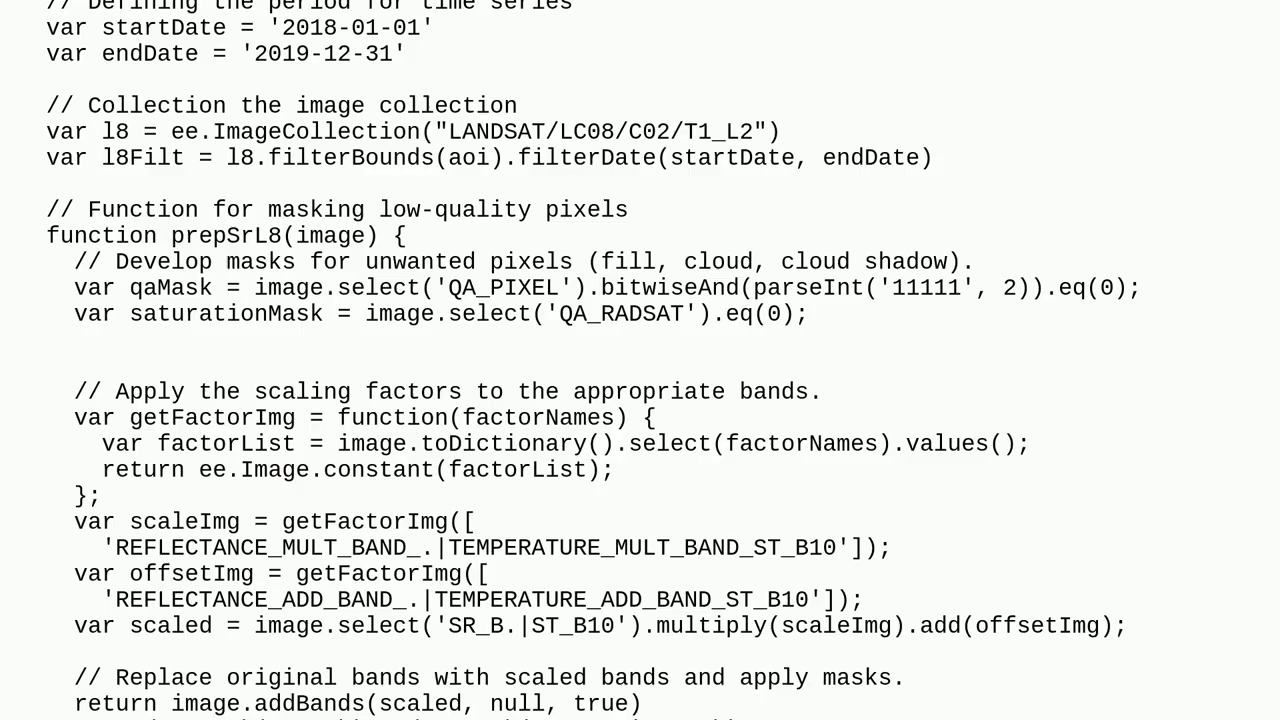 // Defining the period for time series
var startDate = '2018-01-01'
var endDate = '2019-12-31'
// Collection the image collection
var l8 = ee.ImageCollection("LANDSAT/LC08/C02/T1_L2")
var l8Filt = l8.filterBounds(aoi).filterDate(startDate, endDate)
// Function for masking low-quality pixels
function prepSrL8(image) {
  // Develop masks for unwanted pixels (fill, cloud, cloud shadow).
  var qaMask = image.select('QA_PIXEL').bitwiseAnd(parseInt('11111', 2)).eq(0);
  var saturationMask = image.select('QA_RADSAT').eq(0);
  // Apply the scaling factors to the appropriate bands.
  var getFactorImg = function(factorNames) {
    var factorList = image.toDictionary().select(factorNames).values();
    return ee.Image.constant(factorList);
  };
  var scaleImg = getFactorImg([
    'REFLECTANCE_MULT_BAND_.|TEMPERATURE_MULT_BAND_ST_B10']);
  var offsetImg = getFactorImg([
    'REFLECTANCE_ADD_BAND_.|TEMPERATURE_ADD_BAND_ST_B10']);
  var scaled = image.select('SR_B.|ST_B10').multiply(scaleImg).add(offsetImg);
  // Replace original bands with scaled bands and apply masks.
  return image.addBands(scaled, null, true)